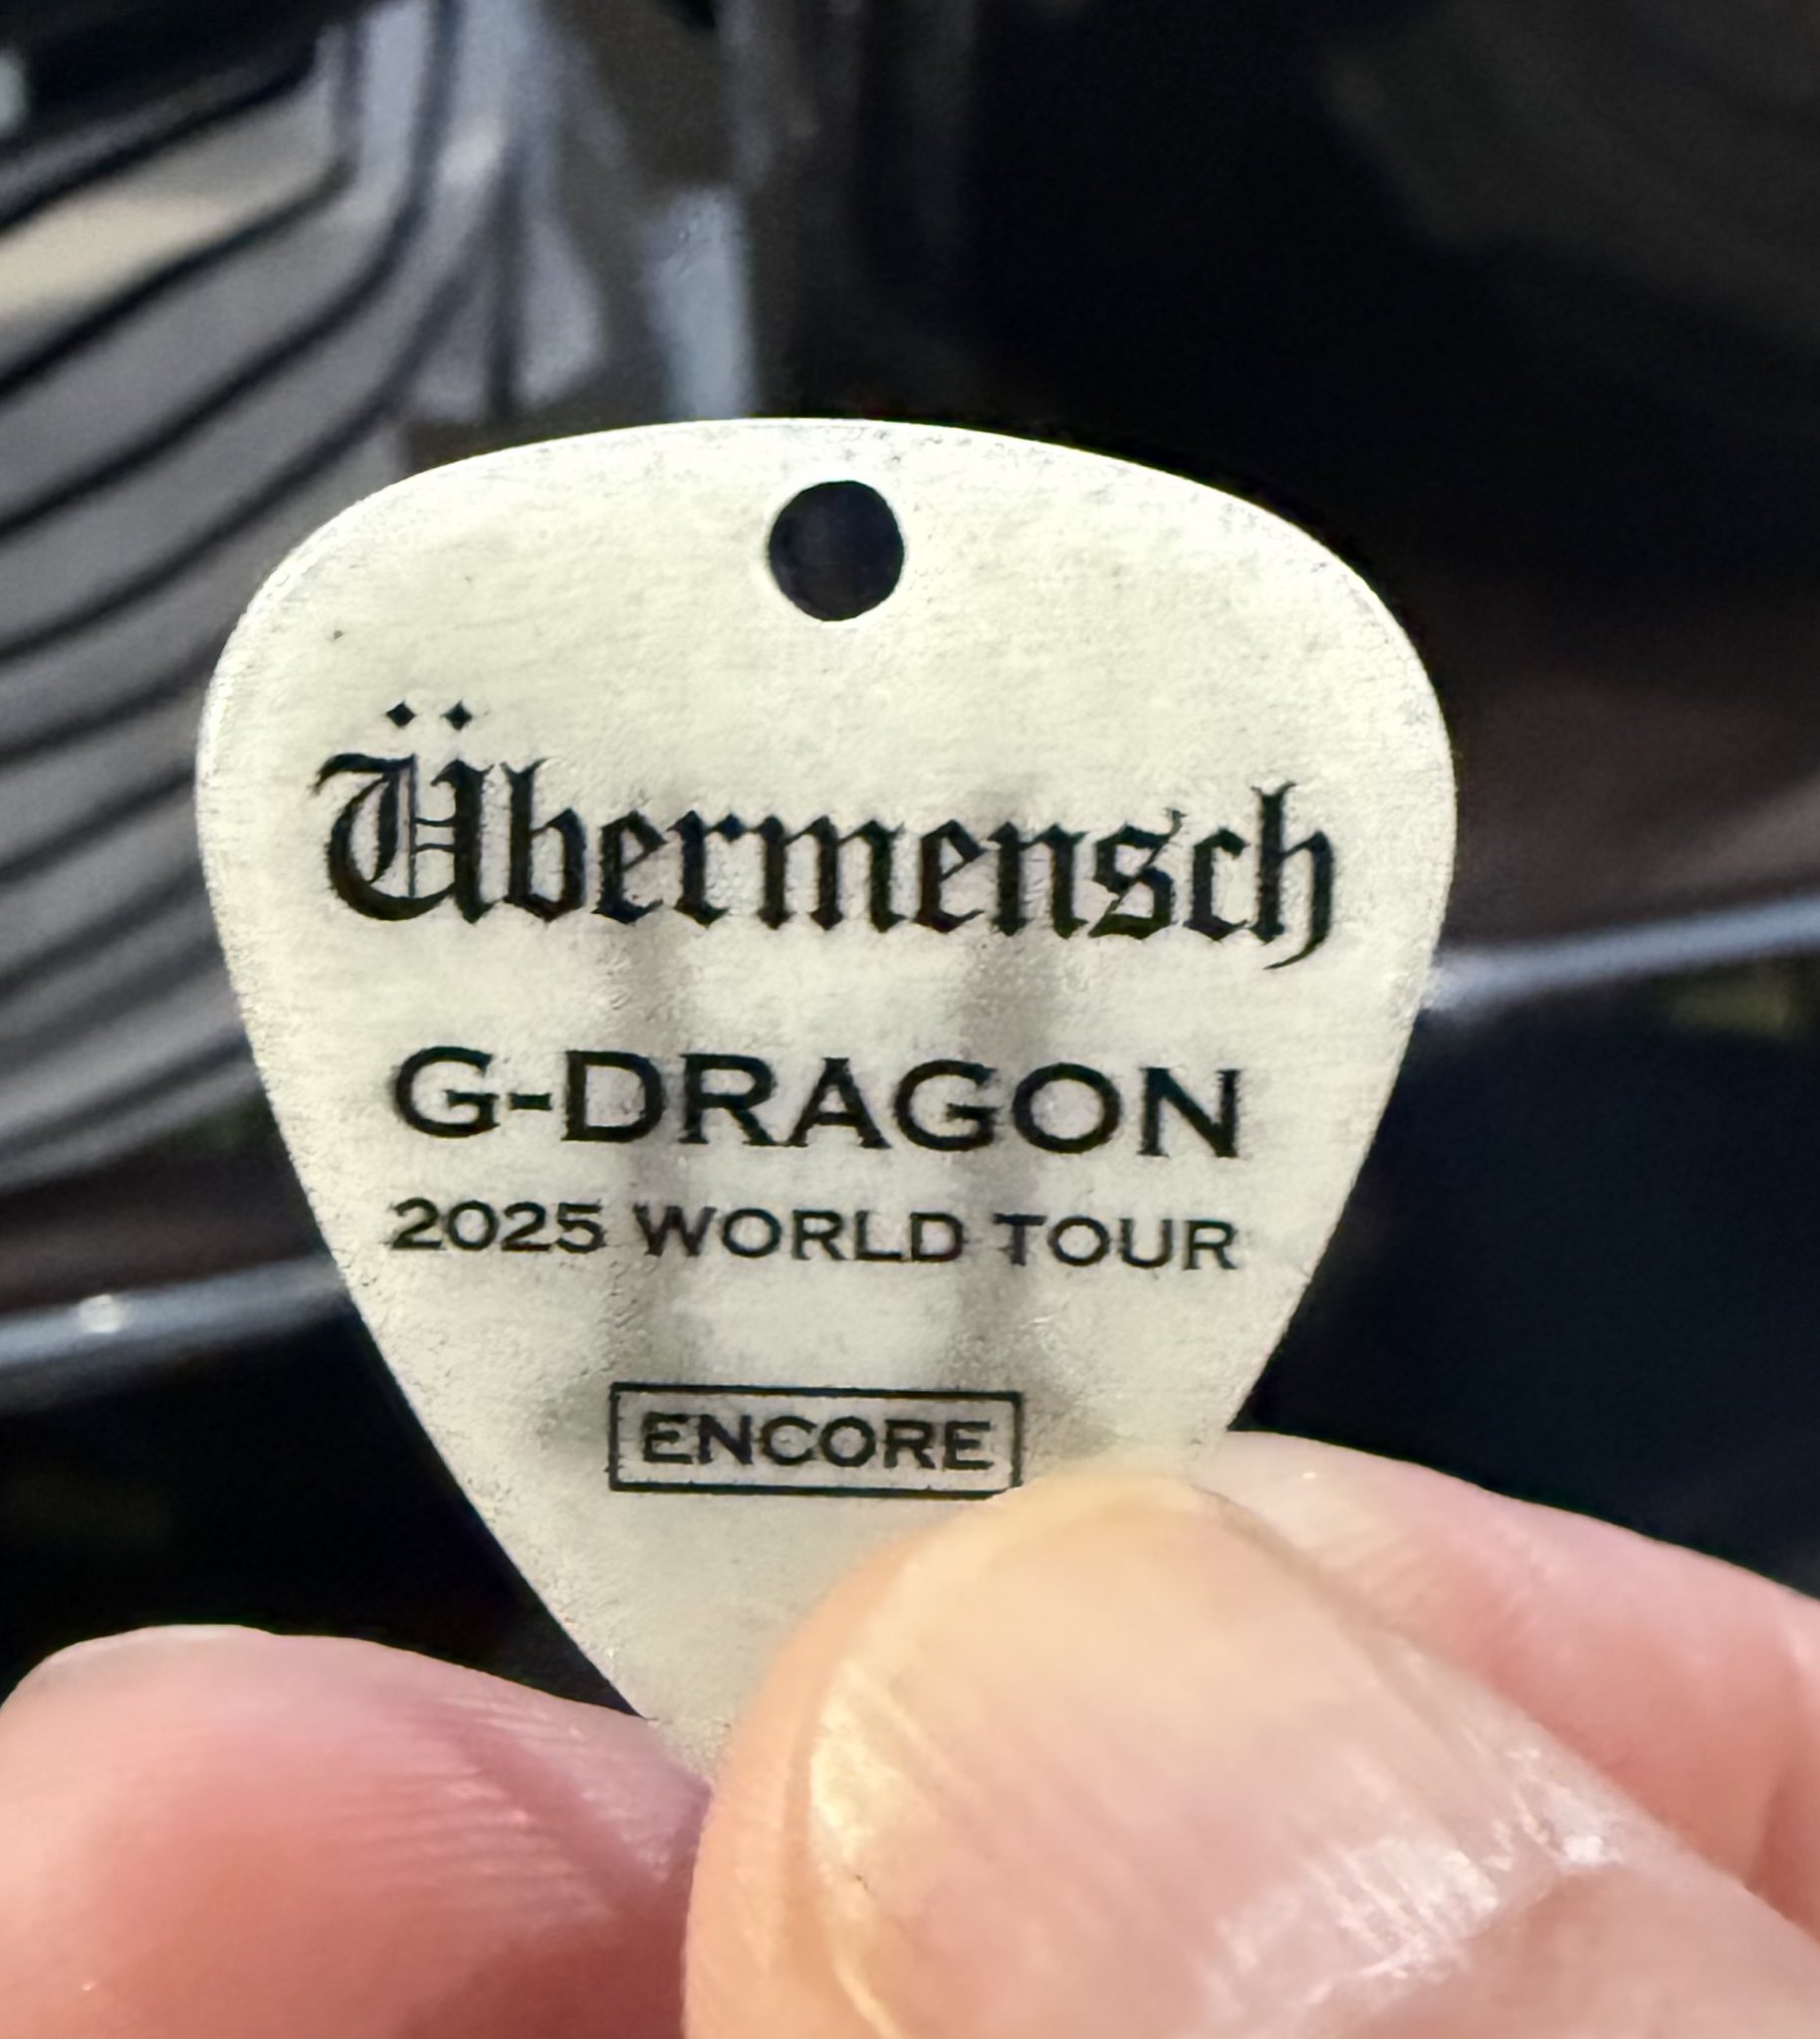 Übermensch
G-DRAGON
2025 WORLD TOUR
ENCORE